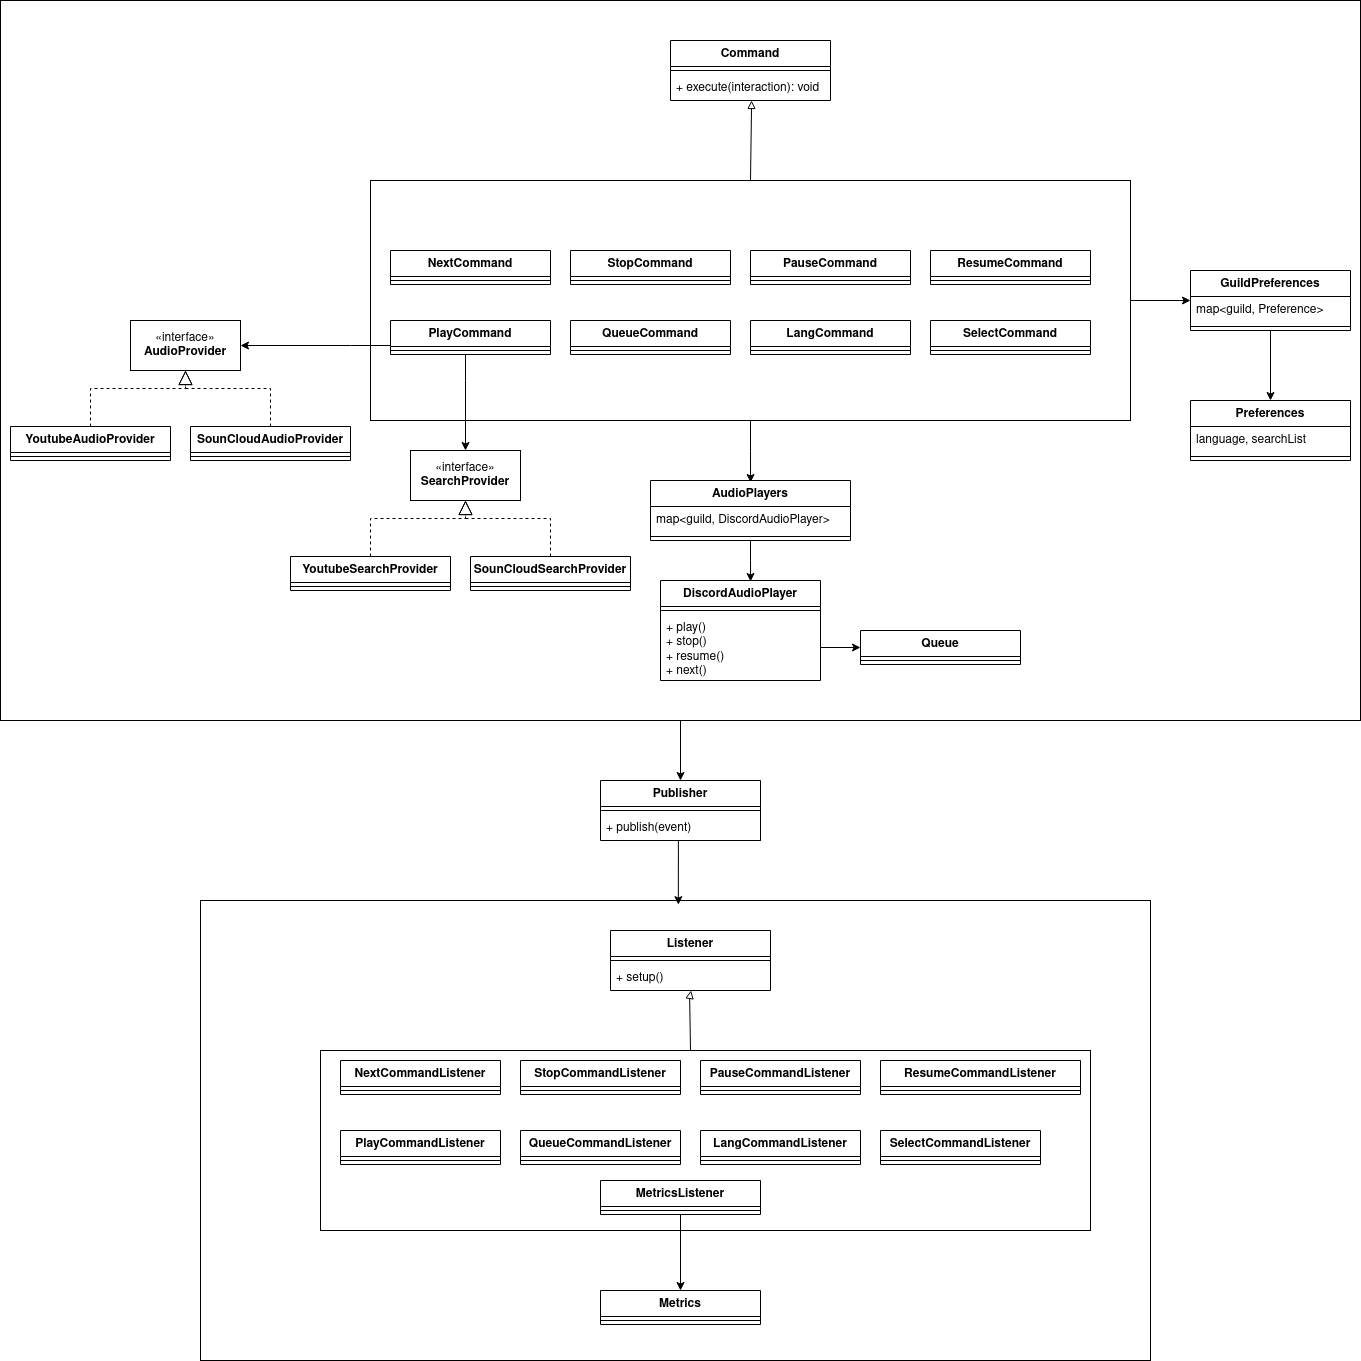 Command
+ execute(interaction): void
NextCommand
StopCommand
PauseCommand
ResumeCommand
PlayCommand
QueueCommand
LangCommand
SelectCommand
GuildPreferences
map<guild, Preference>
Preferences
language, searchList
«interface»
AudioProvider
YoutubeAudioProvider
SounCloudAudioProvider
«interface»
SearchProvider
YoutubeSearchProvider
SounCloudSearchProvider
AudioPlayers
map<guild, DiscordAudioPlayer>
DiscordAudioPlayer
+ play()
+ stop()
+ resume()
+ next()
Queue
Publisher
+ publish(event)
Listener
+ setup()
NextCommandListener
StopCommandListener
PauseCommandListener
ResumeCommandListener
PlayCommandListener
QueueCommandListener
LangCommandListener
SelectCommandListener
MetricsListener
Metrics